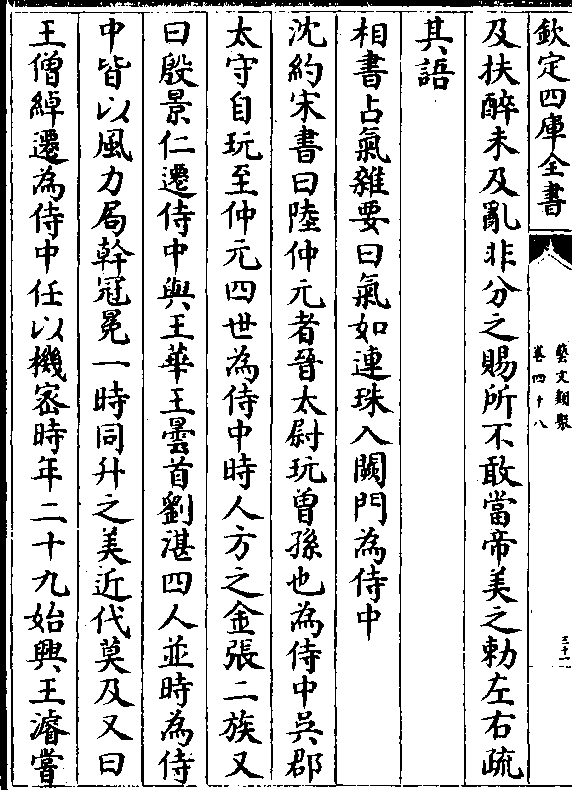 欽定四庫全書
藝文類聚
卷四十八
及扶醉未及亂非分之賜所不敢當帝美之勅左右疏
其語
相書占氣雜要曰氣如連珠入闕門為侍中
沈約宋書曰陸仲元者晉太尉玩曾孫也為侍中吳郡
太守自玩至仲元四世為侍中時人方之金張二族又
曰殷景仁遷侍中與王華王曇首劉湛四人並時為侍
中皆以風力局幹冠冕一時同升之美近代莫及又曰
王僧綽遷為侍中任以機密時年二十九始興王濬嘗